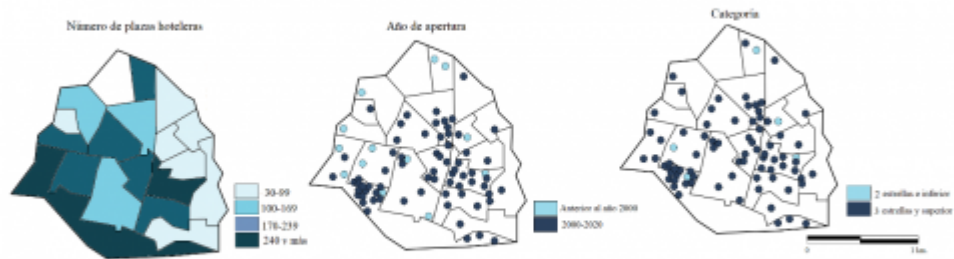 Número de plazas hoteleras
30-99
100-169
170-239
240 y más
Año de apertura
Anterior al año 2000
2000-2020
Categoría
2 estrellas e inferior
3 estrellas y superior
0
1 km.